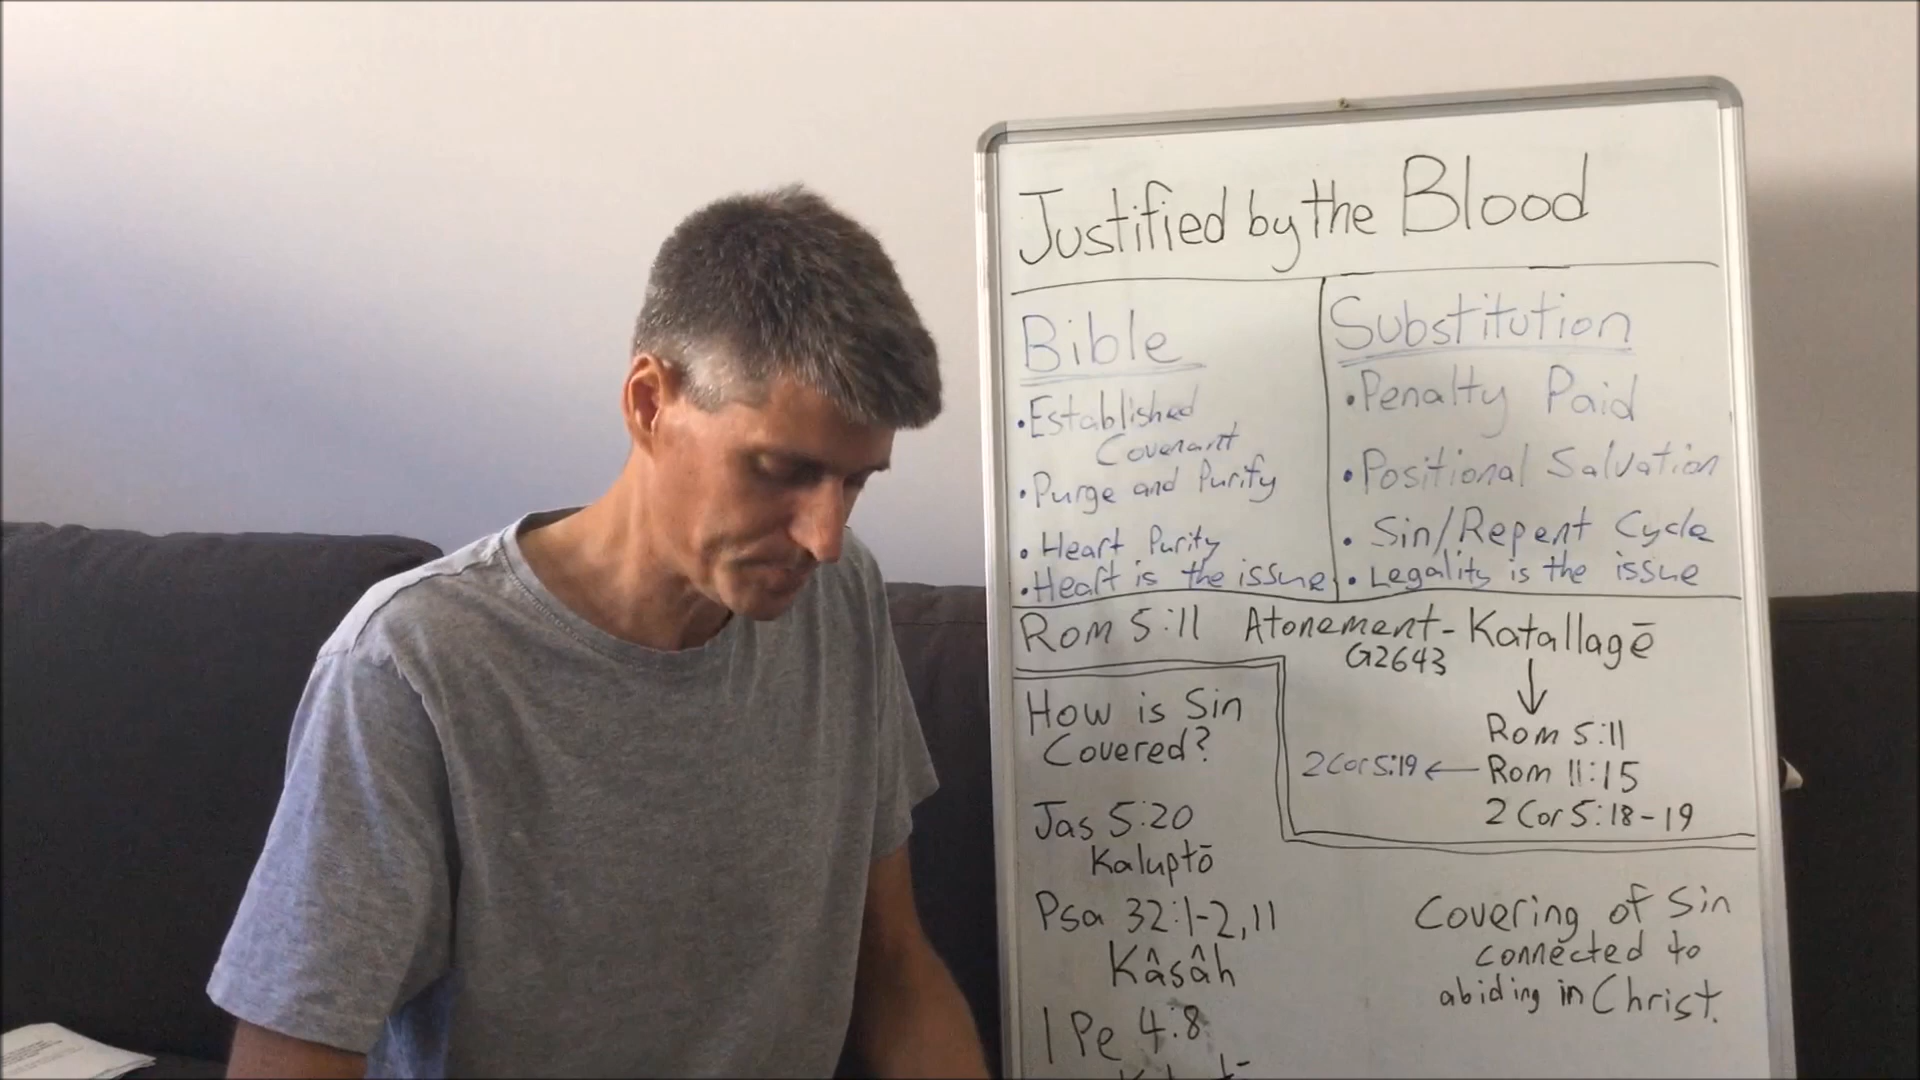 Justified by the Blood
Bible
• Established
Covenant
• Purge and Purify
• Heart Purity
• Heart is the issue
Substitution
• Penalty Paid
• Positional Salvation
• Sin/Repent Cycle
• Legality is the issue
Rom 5:11 Atonement - Katallagē
G2643
↓
Rom 5:11
2 Cor 5:19 ← Rom 11:15
2 Cor 5:18-19
How is Sin
Covered?
Jas 5:20
Kaluptō
Psa 32:1-2,11
Kâsâh
1 Pe 4:8
Covering of Sin
connected to
abiding in Christ.